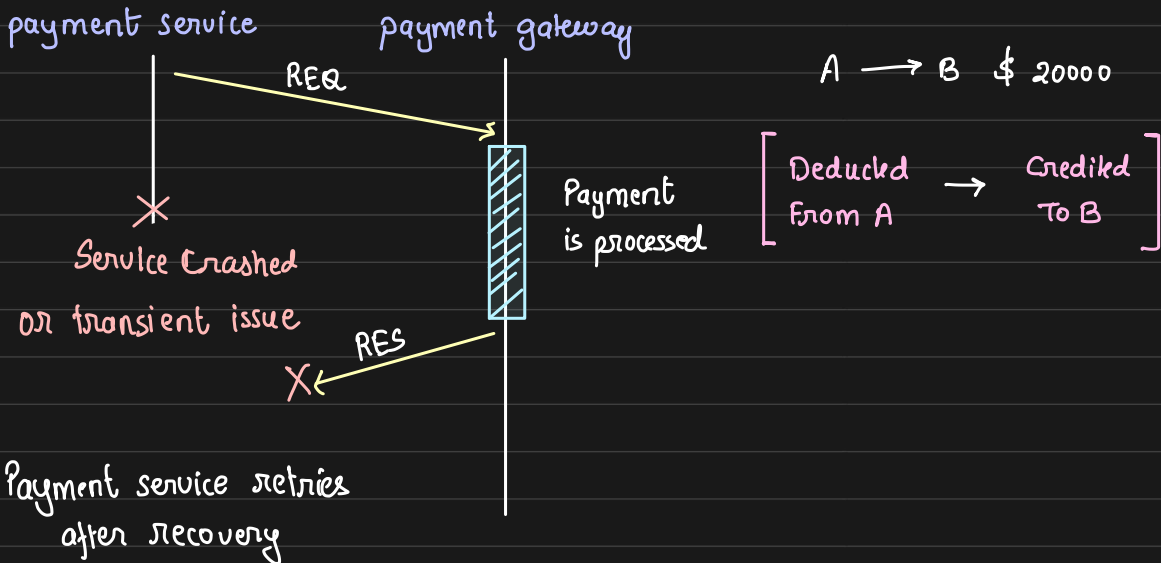 payment service
payment gateway
REQ
A → B $ 20000
Deducted
From A
→
Credited
To B
Payment
is processed
Service Crashed
or transient issue
RES
X
Payment service retries
after recovery